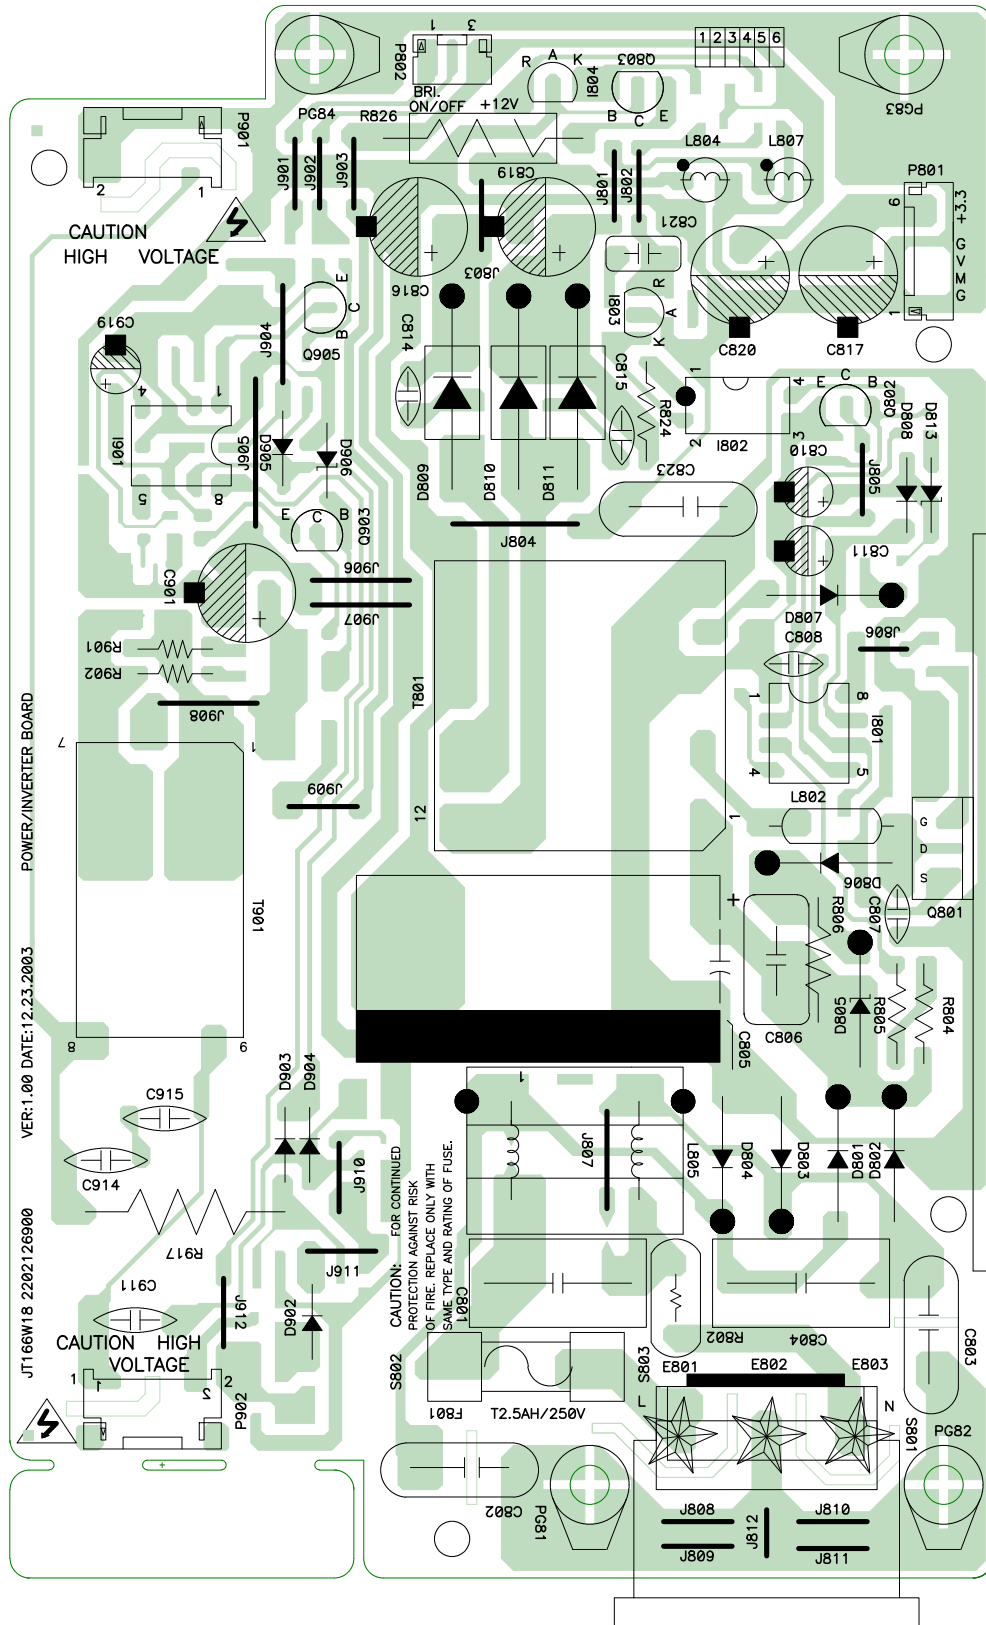 1 2 3 4 5 6
1 3
P802
BRI.
ON/OFF +12V
R A K
I804
Q803
B C E
PG83
P901
2 1
PG84
R826
J901
J902
J903
C819
J801
J802
L804 L807
P801
6
+3.3
G
V
M
G
1
CAUTION
HIGH VOLTAGE
C816
J803
C821
R
A
K
I803
C820
C817
C919
J904
E
C
B
Q905
C814
C815
R824
1 4
2 3
I802
E C B
Q802
D808
D813
4 1
5 8
I901
J905
D905
D906
D809
D810
D811
C823
C810
J805
E C B
Q903
J804
C811
C901
J906
J907
D807
C808
J806
R901
R902
J908
T801
1 8
4 5
I801
7 1
J909
12 1
L802
G
D
S
Q801
D806
POWER/INVERTER BOARD
T901
+
R806
C807
VER:1.00 DATE:12.23.2003
8 9
C805
C806
D805
R805
R804
D903
D904
C915
C914
1
J807
L805
D804
D803
D801
D802
J910
R917
J911
CAUTION: FOR CONTINUED
PROTECTION AGAINST RISK
OF FIRE. REPLACE ONLY WITH
SAME TYPE AND RATING OF FUSE.
JT166W18 2202126900
C911
J912
D902
C801
R802
C804
C803
CAUTION HIGH
VOLTAGE
S802
S803
E801 E802 E803
2 1
2
1
P902
F801
T2.5AH/250V
L N
S801
PG82
+
C802
PG81
J808
J809
J812
J810
J811